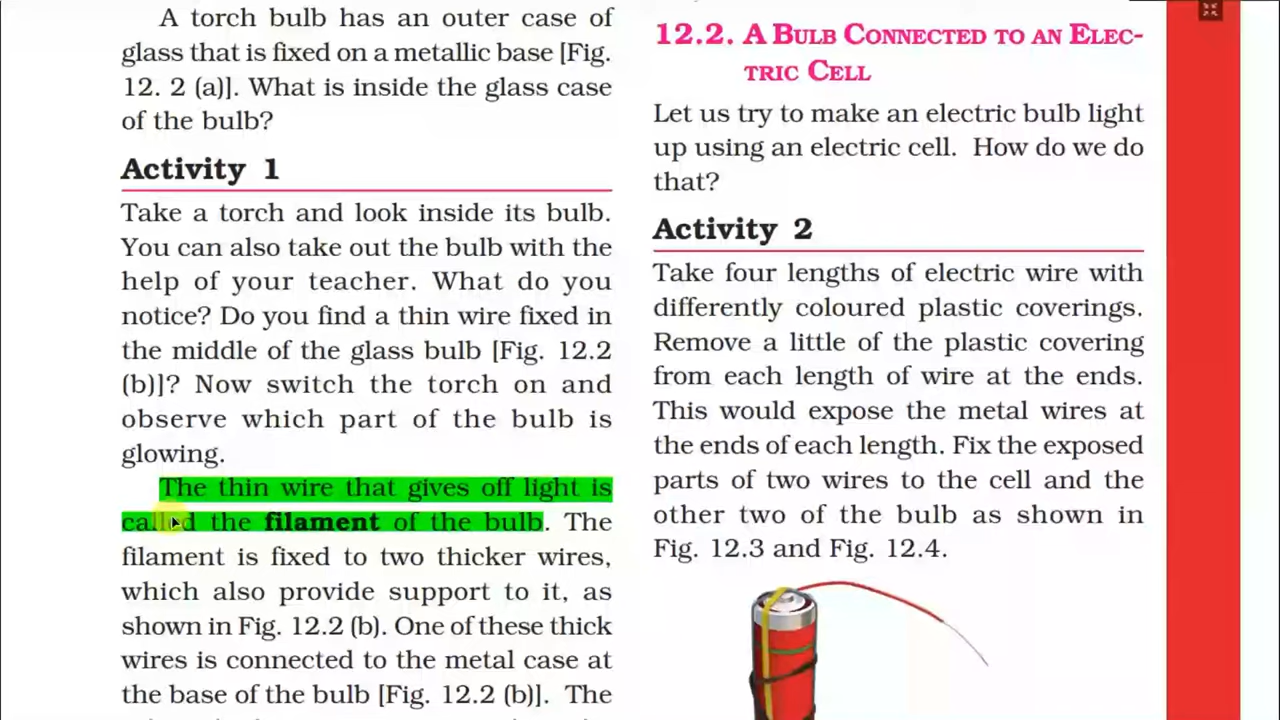 A torch bulb has an outer case of
glass that is fixed on a metallic base [Fig.
12. 2 (a)]. What is inside the glass case
of the bulb?
Activity 1
Take a torch and look inside its bulb.
You can also take out the bulb with the
help of your teacher. What do you
notice? Do you find a thin wire fixed in
the middle of the glass bulb [Fig. 12.2
(b)]? Now switch the torch on and
observe which part of the bulb is
glowing.
The thin wire that gives off light is
called the filament of the bulb. The
filament is fixed to two thicker wires,
which also provide support to it, as
shown in Fig. 12.2 (b). One of these thick
wires is connected to the metal case at
the base of the bulb [Fig. 12.2 (b)]. The
12.2. A BULB CONNECTED TO AN ELEC-
TRIC CELL
Let us try to make an electric bulb light
up using an electric cell. How do we do
that?
Activity 2
Take four lengths of electric wire with
differently coloured plastic coverings.
Remove a little of the plastic covering
from each length of wire at the ends.
This would expose the metal wires at
the ends of each length. Fix the exposed
parts of two wires to the cell and the
other two of the bulb as shown in
Fig. 12.3 and Fig. 12.4.